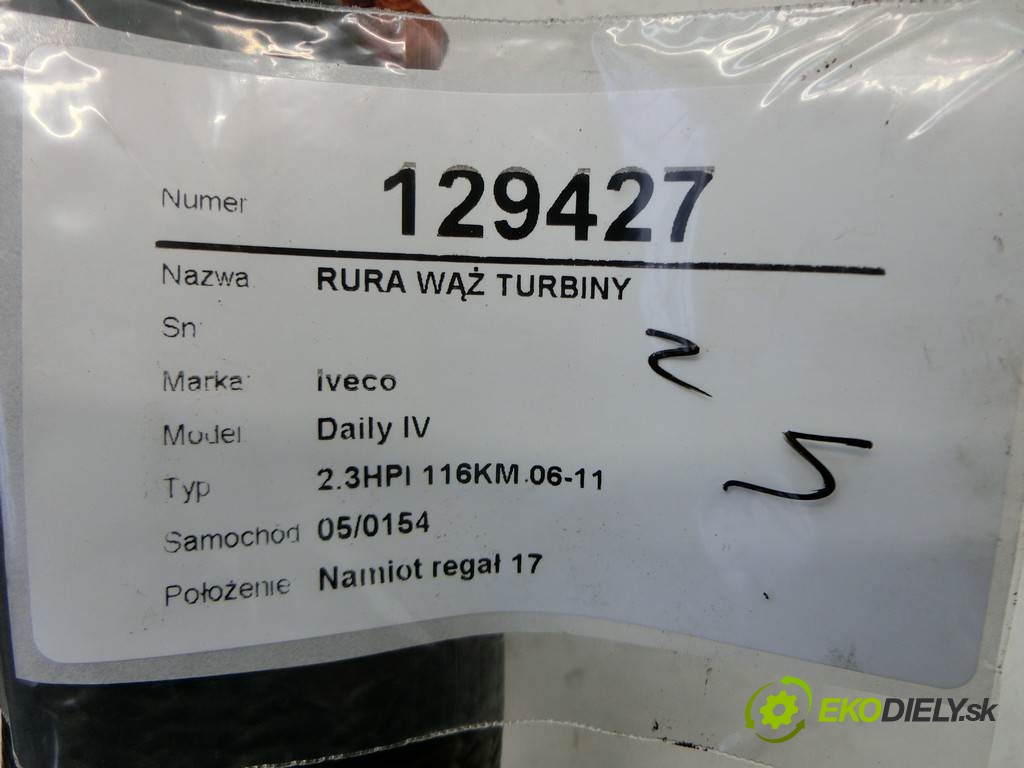 Numer 129427
Nazwa RURA WĄŻ TURBINY
Sn
Marka iveco
Model Daily IV
Typ 2.3HPI 116KM 06-11
Samochód 05/0154
Położenie Namiot regał 17
EKODIELY.sk